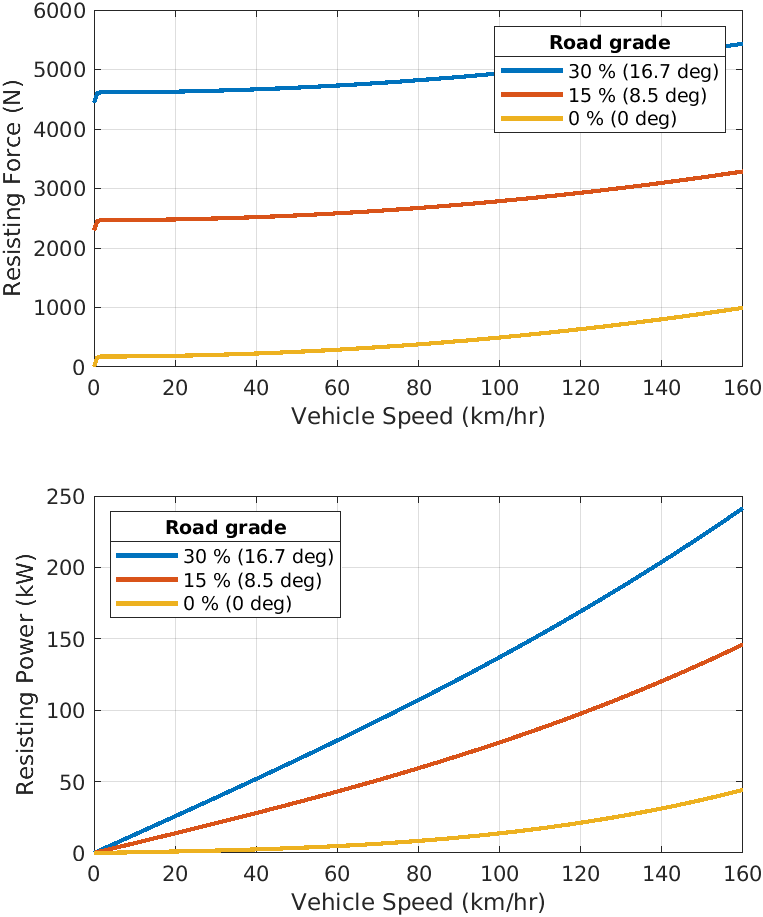 6000
5000
4000
3000
2000
1000
0
Resisting Force (N)
Road grade
30 % (16.7 deg)
15 % (8.5 deg)
0 % (0 deg)
0 20 40 60 80 100 120 140 160
Vehicle Speed (km/hr)
250
200
150
100
50
0
Resisting Power (kW)
Road grade
30 % (16.7 deg)
15 % (8.5 deg)
0 % (0 deg)
0 20 40 60 80 100 120 140 160
Vehicle Speed (km/hr)